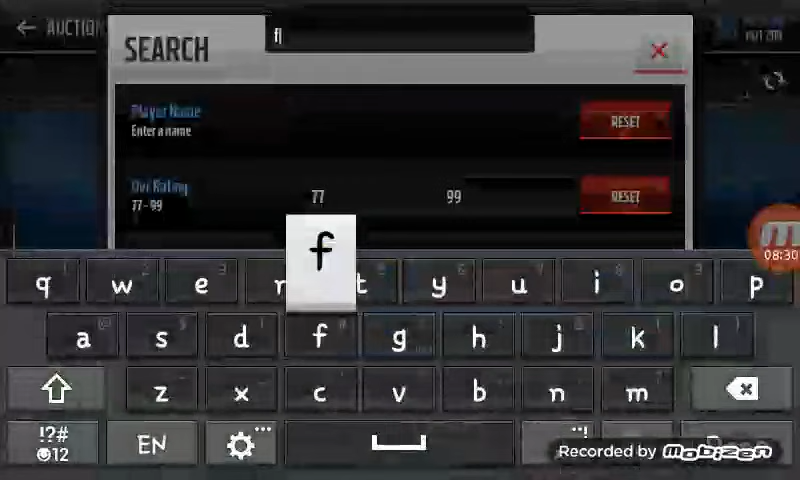 AUCTION
f
SEARCH
Player Name
Enter a name
RESET
Ovr Rating
77 - 99
77
99
RESET
08:30
f
q w e r t y u i o p
a s d f g h j k l
z x c v b n m
!?#
12
EN
Recorded by mobizen